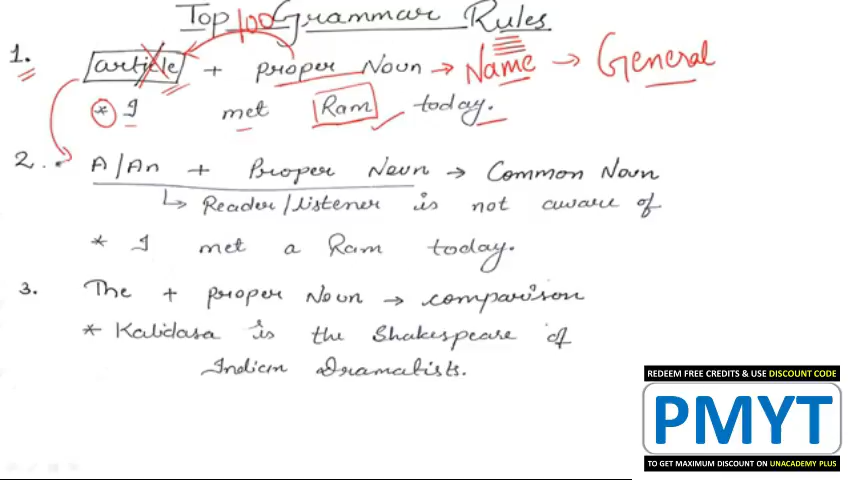 Top 100 Grammar Rules
1. article + proper Noun → Name → General
* I met Ram today.
2. A/An + Proper Noun → Common Noun
↳ Reader/listener is not aware of
* I met a Ram today.
3. The + proper Noun → comparison
* Kalidasa is the Shakespeare of
Indian Dramatists.
REDEEM FREE CREDITS & USE DISCOUNT CODE
PMYT
TO GET MAXIMUM DISCOUNT ON UNACADEMY PLUS